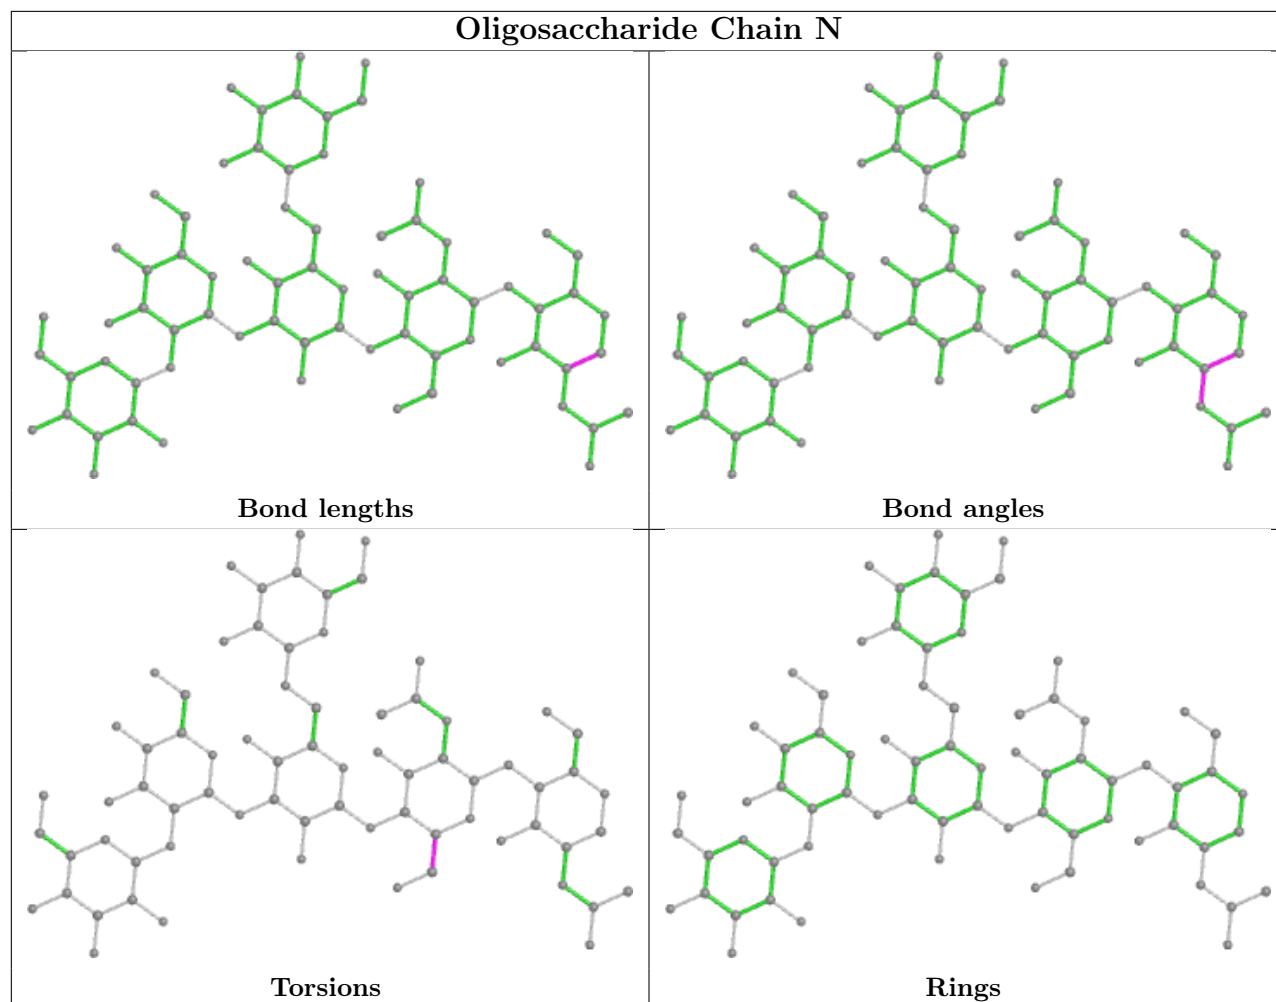 Oligosaccharide Chain N
Bond lengths
Bond angles
Torsions
Rings